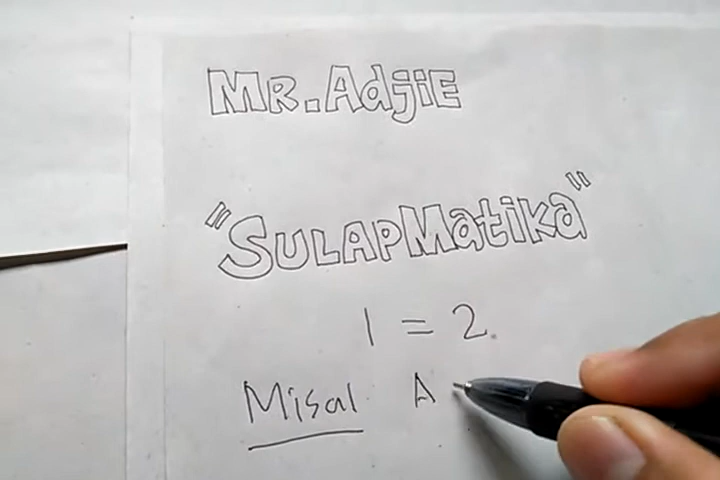 Mr. AdjiE
"SULAPMatika"
1 = 2
Misal A